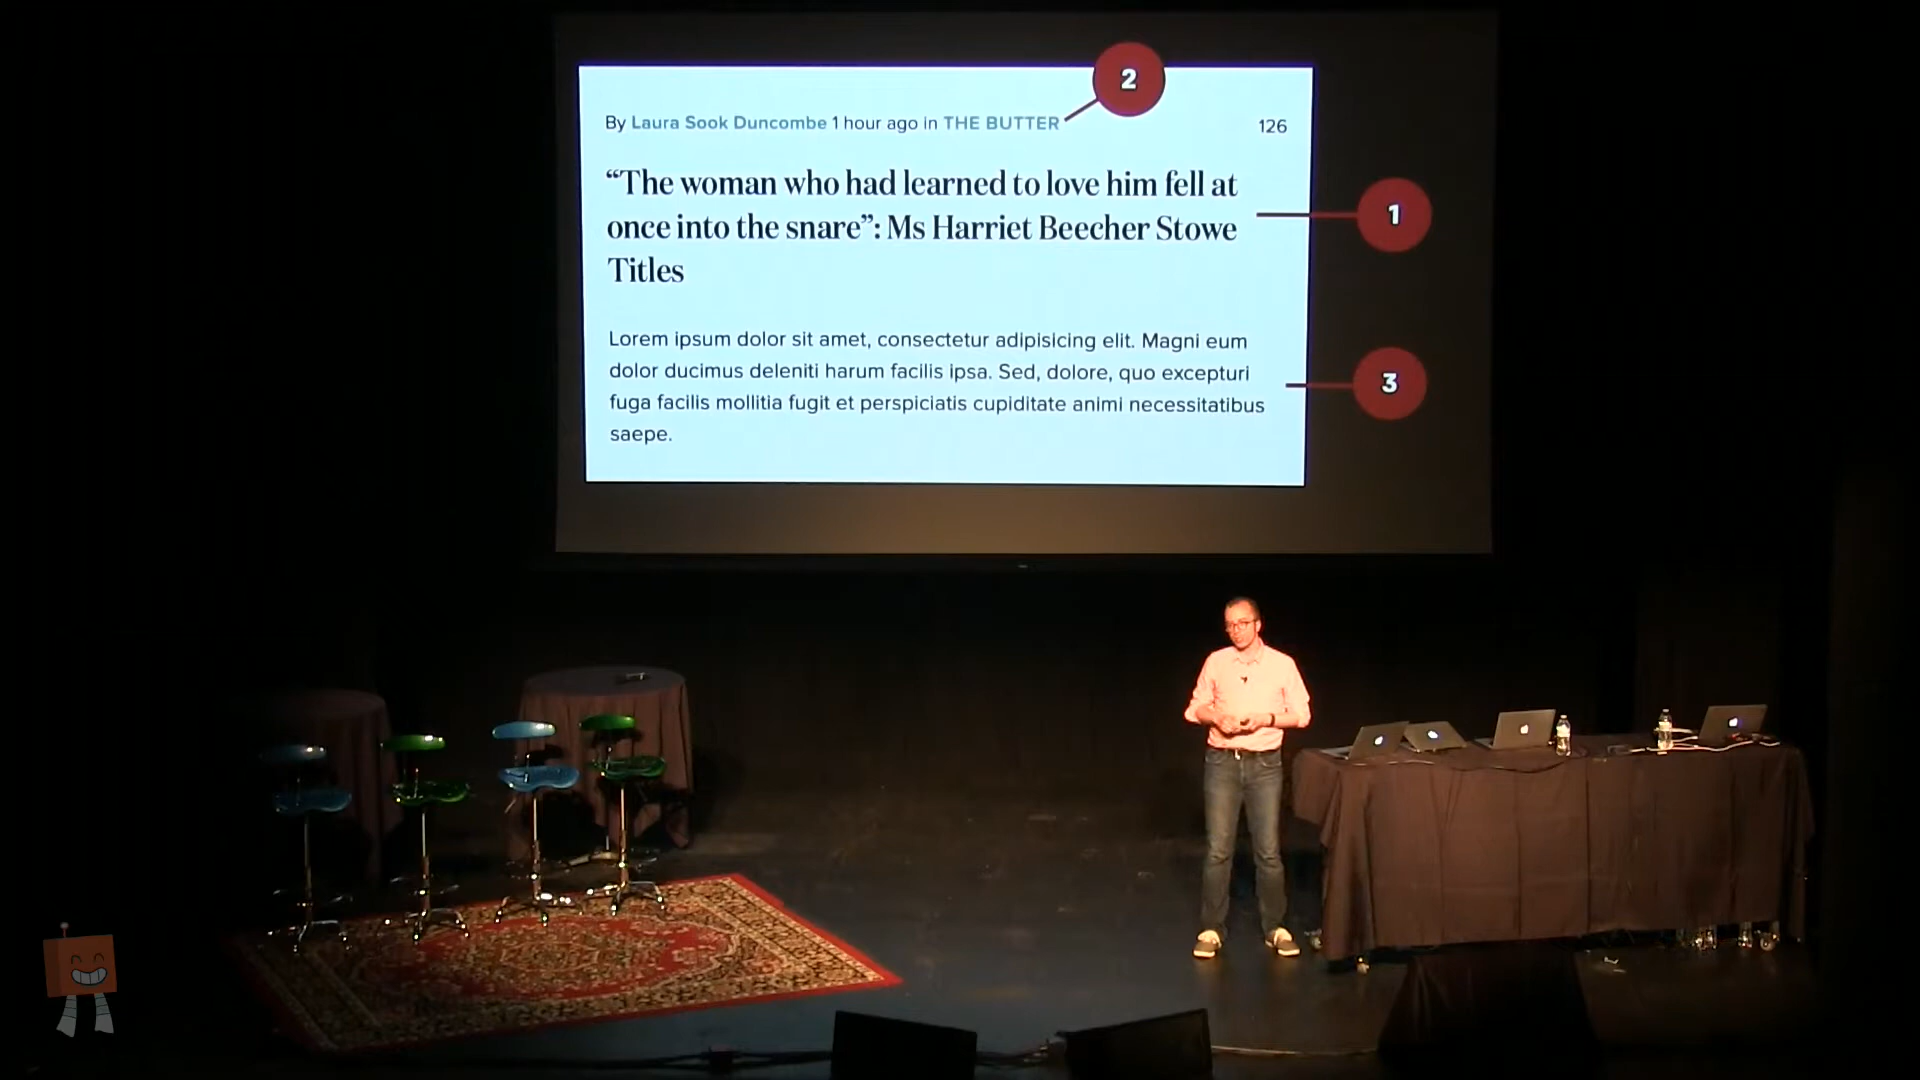 2
By Laura Sook Duncombe 1 hour ago in THE BUTTER
126
“The woman who had learned to love him fell at
once into the snare”: Ms Harriet Beecher Stowe
Titles
1
Lorem ipsum dolor sit amet, consectetur adipisicing elit. Magni eum
dolor ducimus deleniti harum facilis ipsa. Sed, dolore, quo excepturi
fuga facilis mollitia fugit et perspiciatis cupiditate animi necessitatibus
saepe.
3